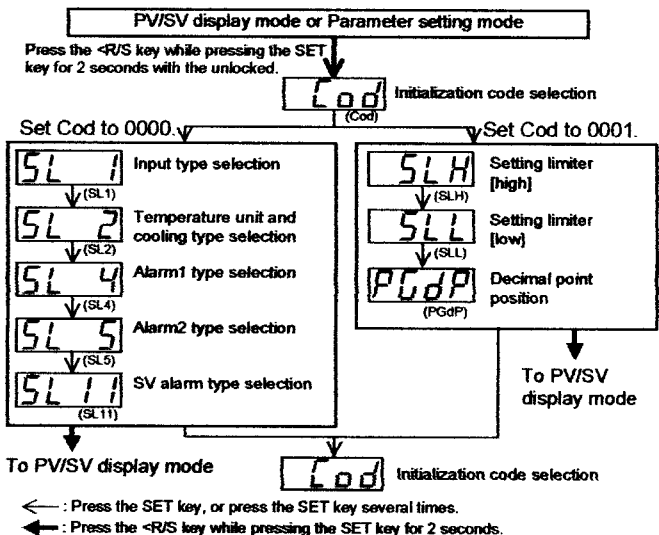 PV/SV display mode or Parameter setting mode
Press the <R/S key while pressing the SET
key for 2 seconds with the unlocked.
Cod
Initialization code selection
(Cod)
Set Cod to 0000.
Set Cod to 0001.
SL 1
Input type selection
(SL1)
SL 2
Temperature unit and
cooling type selection
(SL2)
SL 4
Alarm1 type selection
(SL4)
SL 5
Alarm2 type selection
(SL5)
SL11
SV alarm type selection
(SL11)
SLH
Setting limiter
[high]
(SLH)
SLL
Setting limiter
[low]
(SLL)
PGdP
Decimal point
position
(PGdP)
To PV/SV
display mode
To PV/SV display mode
Cod
Initialization code selection
: Press the SET key, or press the SET key several times.
: Press the <R/S key while pressing the SET key for 2 seconds.